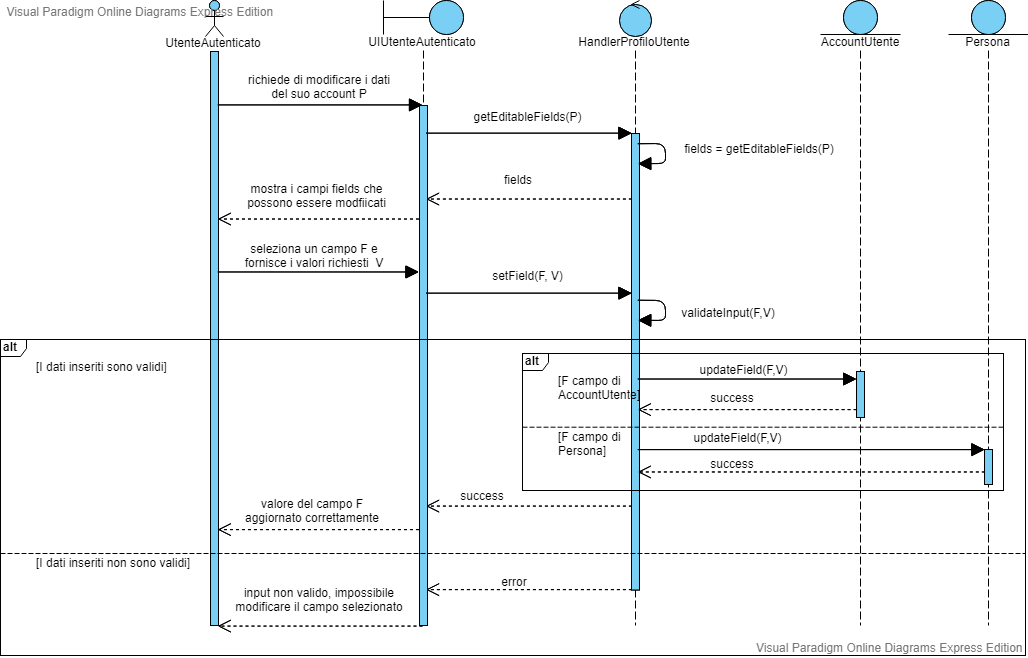 Visual Paradigm Online Diagrams Express Edition
UtenteAutenticato
UIUtenteAutenticato
HandlerProfiloUtente
AccountUtente
Persona
richiede di modificare i dati
del suo account P
getEditableFields(P)
fields = getEditableFields(P)
fields
mostra i campi fields che
possono essere modfiicati
seleziona un campo F e
fornisce i valori richiesti V
setField(F, V)
validateInput(F,V)
alt
[I dati inseriti sono validi]
alt
[F campo di
AccountUtente]
updateField(F,V)
success
[F campo di
Persona]
updateField(F,V)
success
success
valore del campo F
aggiornato correttamente
[I dati inseriti non sono validi]
error
input non valido, impossibile
modificare il campo selezionato
Visual Paradigm Online Diagrams Express Edition